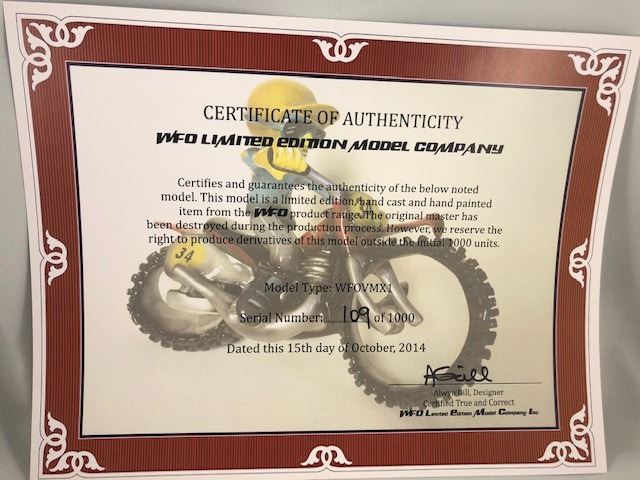 CERTIFICATE OF AUTHENTICITY
WFO LIMITED EDITION MODEL COMPANY
Certifies and guarantees the authenticity of the below noted
model. This model is a limited edition, hand cast and hand painted
item from the WFO product range. The original master has
been destroyed during the production process. However, we reserve the
right to produce derivatives of this model outside the initial 1000 units.
34
34
Model Type: WFOVMX1
Serial Number: 109 of 1000
Dated this 15th day of October, 2014
AGill
Alwyn Gill, Designer
Certified True and Correct
WFO Limited Edition Model Company Inc